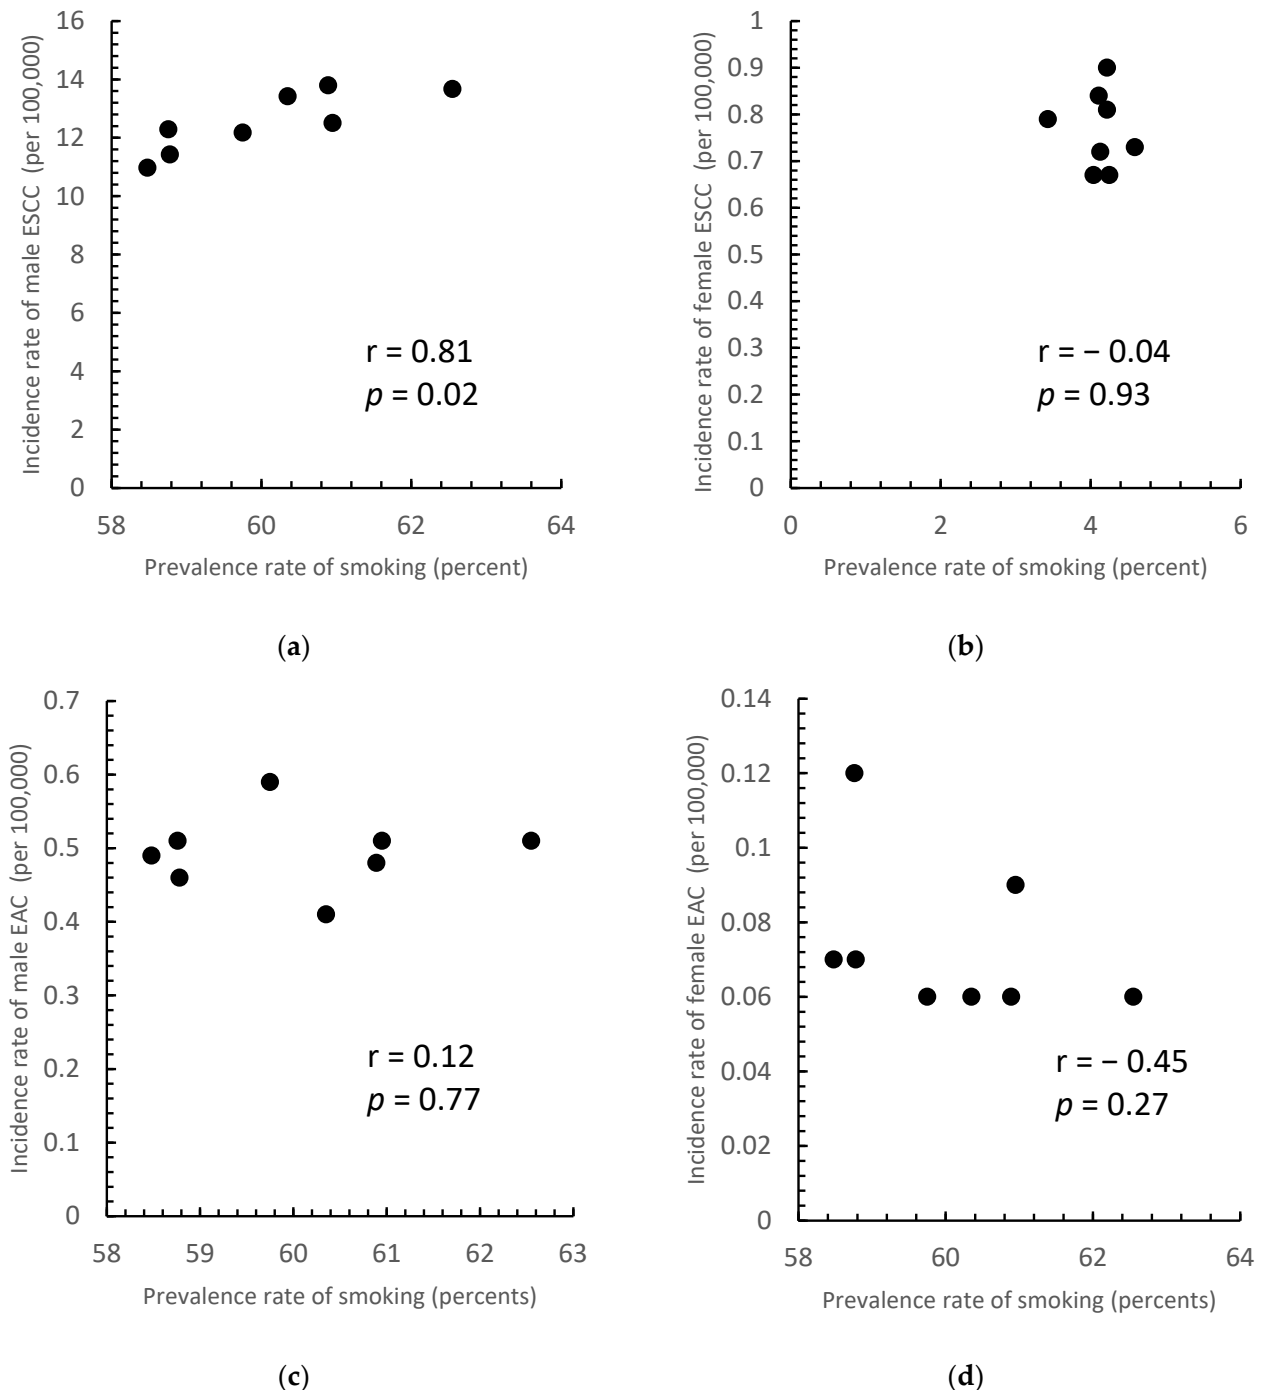 16
14
12
10
8
6
4
2
0
Incidence rate of male ESCC (per 100,000)
r = 0.81
p = 0.02
58 60 62 64
Prevalence rate of smoking (percent)
(a)
1
0.9
0.8
0.7
0.6
0.5
0.4
0.3
0.2
0.1
0
Incidence rate of female ESCC (per 100,000)
r = − 0.04
p = 0.93
0 2 4 6
Prevalence rate of smoking (percent)
(b)
0.7
0.6
0.5
0.4
0.3
0.2
0.1
0
Incidence rate of male EAC (per 100,000)
r = 0.12
p = 0.77
58 59 60 61 62 63
Prevalence rate of smoking (percents)
(c)
0.14
0.12
0.1
0.08
0.06
0.04
0.02
0
Incidence rate of female EAC (per 100,000)
r = − 0.45
p = 0.27
58 60 62 64
Prevalence rate of smoking (percents)
(d)